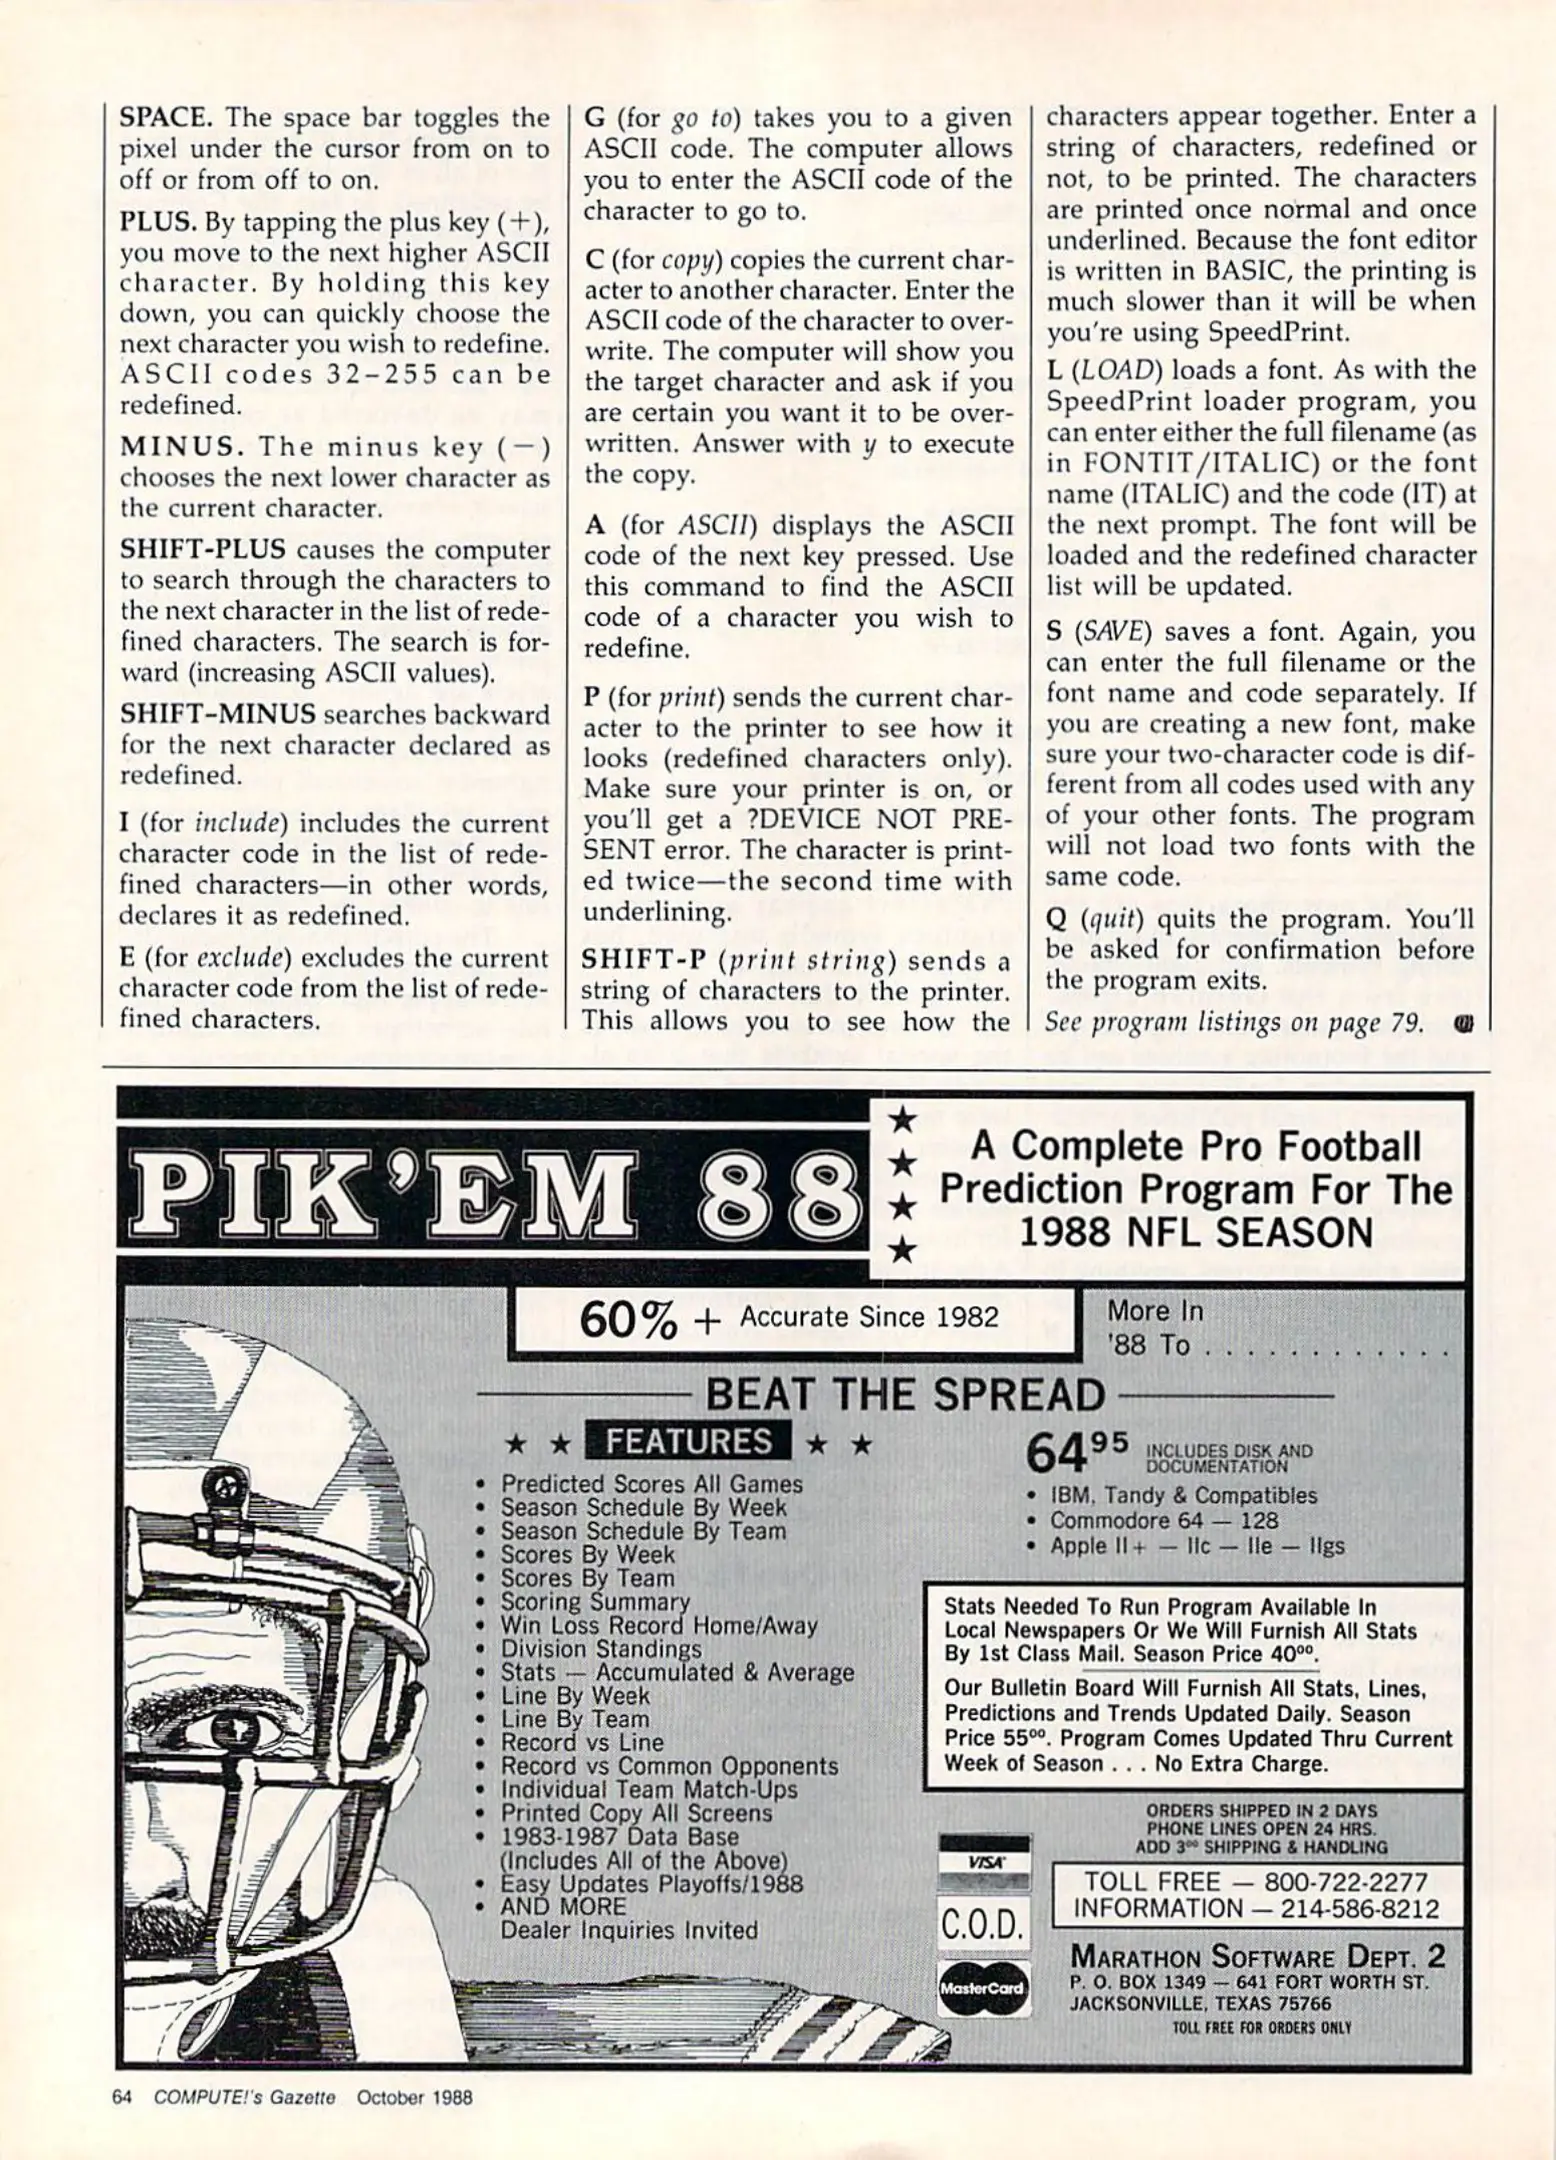 SPACE. The space bar toggles the
pixel under the cursor from on to
off or from off to on.
PLUS. By tapping the plus key (+),
you move to the next higher ASCII
character. By holding this key
down, you can quickly choose the
next character you wish to redefine.
ASCII codes 32–255 can be
redefined.
MINUS. The minus key (−)
chooses the next lower character as
the current character.
SHIFT-PLUS causes the computer
to search through the characters to
the next character in the list of rede-
fined characters. The search is for-
ward (increasing ASCII values).
SHIFT-MINUS searches backward
for the next character declared as
redefined.
I (for include) includes the current
character code in the list of rede-
fined characters—in other words,
declares it as redefined.
E (for exclude) excludes the current
character code from the list of rede-
fined characters.
G (for go to) takes you to a given
ASCII code. The computer allows
you to enter the ASCII code of the
character to go to.
C (for copy) copies the current char-
acter to another character. Enter the
ASCII code of the character to over-
write. The computer will show you
the target character and ask if you
are certain you want it to be over-
written. Answer with y to execute
the copy.
A (for ASCII) displays the ASCII
code of the next key pressed. Use
this command to find the ASCII
code of a character you wish to
redefine.
P (for print) sends the current char-
acter to the printer to see how it
looks (redefined characters only).
Make sure your printer is on, or
you'll get a ?DEVICE NOT PRE-
SENT error. The character is print-
ed twice—the second time with
underlining.
SHIFT-P (print string) sends a
string of characters to the printer.
This allows you to see how the
characters appear together. Enter a
string of characters, redefined or
not, to be printed. The characters
are printed once normal and once
underlined. Because the font editor
is written in BASIC, the printing is
much slower than it will be when
you're using SpeedPrint.
L (LOAD) loads a font. As with the
SpeedPrint loader program, you
can enter either the full filename (as
in FONTIT/ITALIC) or the font
name (ITALIC) and the code (IT) at
the next prompt. The font will be
loaded and the redefined character
list will be updated.
S (SAVE) saves a font. Again, you
can enter the full filename or the
font name and code separately. If
you are creating a new font, make
sure your two-character code is dif-
ferent from all codes used with any
of your other fonts. The program
will not load two fonts with the
same code.
Q (quit) quits the program. You'll
be asked for confirmation before
the program exits.
See program listings on page 79.
PIK'EM 88
A Complete Pro Football
Prediction Program For The
1988 NFL SEASON
60% + Accurate Since 1982
More In
'88 To . . . . . . . . . . . .
BEAT THE SPREAD
★ ★ FEATURES ★ ★
• Predicted Scores All Games
• Season Schedule By Week
• Season Schedule By Team
• Scores By Week
• Scores By Team
• Scoring Summary
• Win Loss Record Home/Away
• Division Standings
• Stats — Accumulated & Average
• Line By Week
• Line By Team
• Record vs Line
• Record vs Common Opponents
• Individual Team Match-Ups
• Printed Copy All Screens
• 1983-1987 Data Base
(Includes All of the Above)
• Easy Updates Playoffs/1988
• AND MORE
Dealer Inquiries Invited
64⁹⁵ INCLUDES DISK AND
DOCUMENTATION
• IBM, Tandy & Compatibles
• Commodore 64 — 128
• Apple II+ — IIc — IIe — IIgs
Stats Needed To Run Program Available In
Local Newspapers Or We Will Furnish All Stats
By 1st Class Mail. Season Price 40⁰⁰.
Our Bulletin Board Will Furnish All Stats, Lines,
Predictions and Trends Updated Daily. Season
Price 55⁰⁰. Program Comes Updated Thru Current
Week of Season . . . No Extra Charge.
ORDERS SHIPPED IN 2 DAYS
PHONE LINES OPEN 24 HRS.
ADD 3⁰⁰ SHIPPING & HANDLING
VISA
C.O.D.
MasterCard
TOLL FREE — 800-722-2277
INFORMATION — 214-586-8212
MARATHON SOFTWARE DEPT. 2
P. O. BOX 1349 — 641 FORT WORTH ST.
JACKSONVILLE, TEXAS 75766
TOLL FREE FOR ORDERS ONLY
64 COMPUTE!'s Gazette October 1988